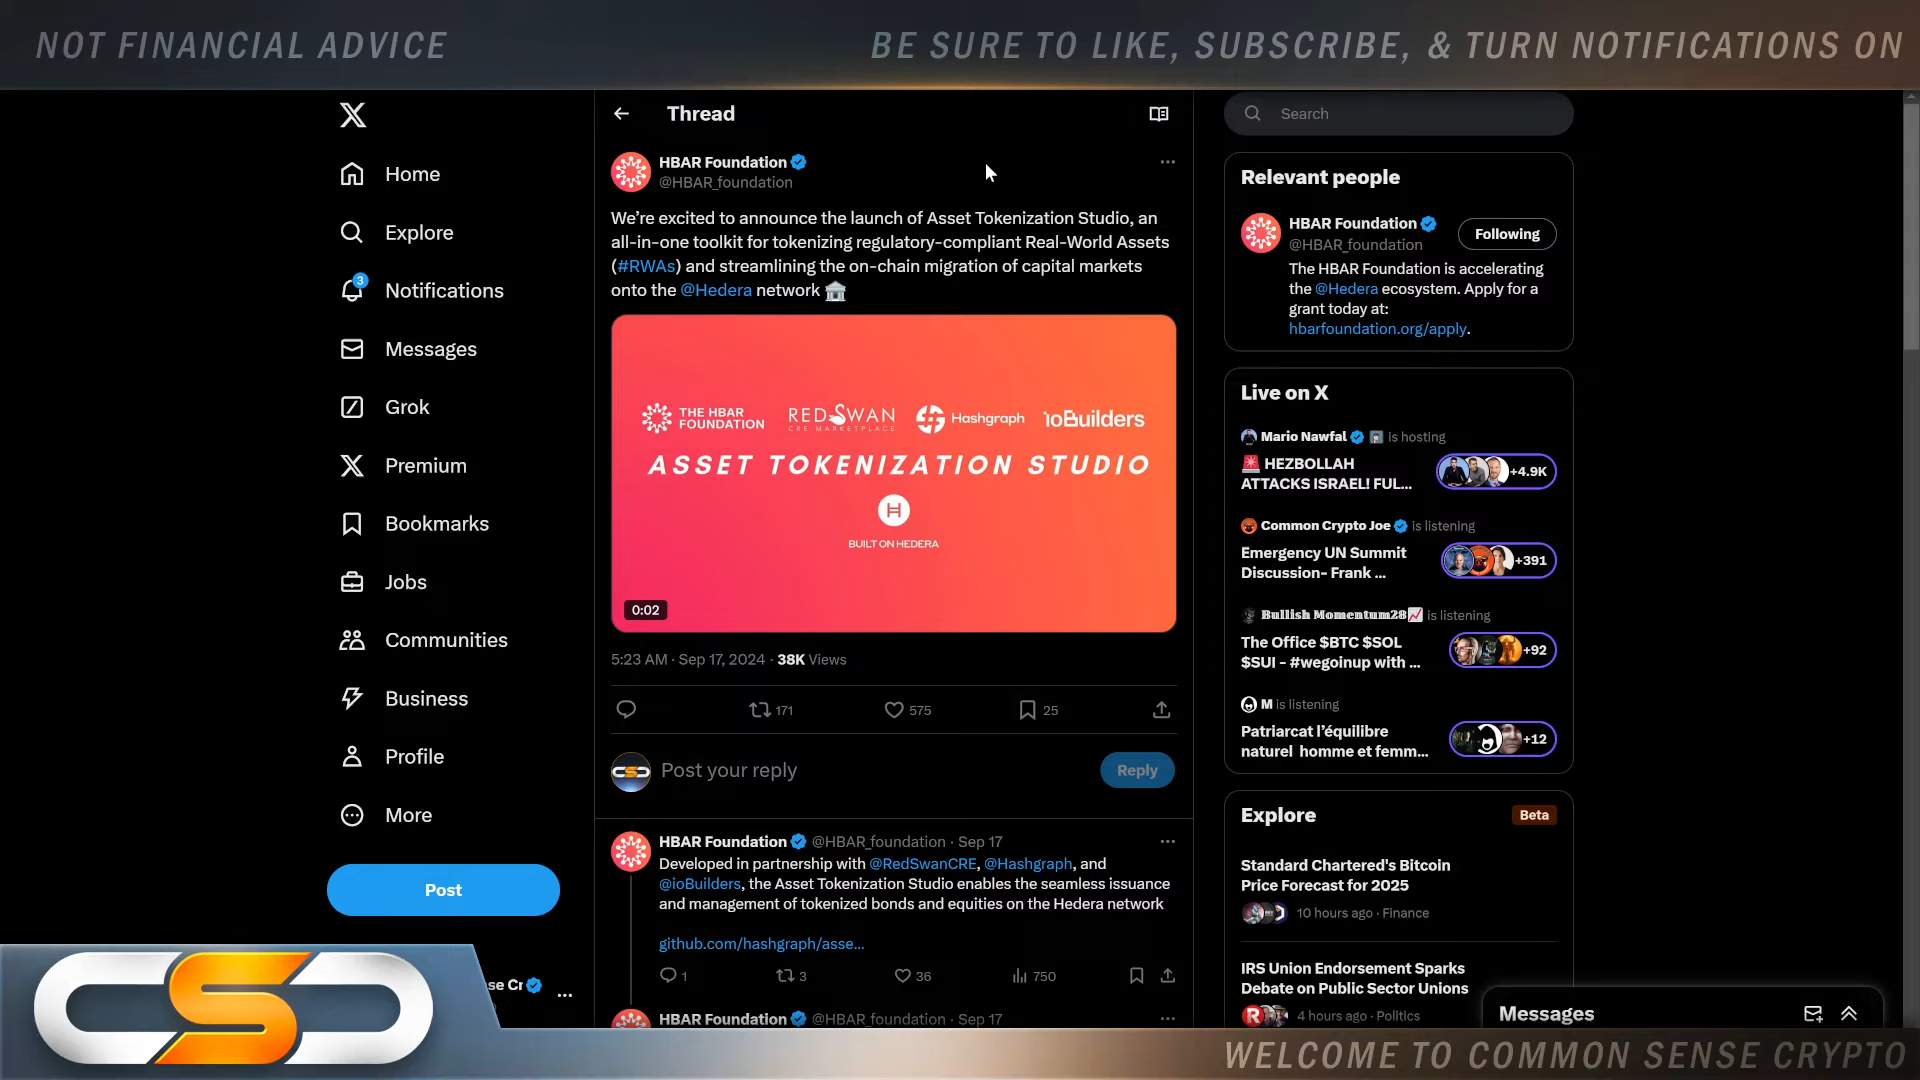 NOT FINANCIAL ADVICE
BE SURE TO LIKE, SUBSCRIBE, & TURN NOTIFICATIONS ON
Home
Explore
3
Notifications
Messages
Grok
Premium
Bookmarks
Jobs
Communities
Business
Profile
More
Post
se Cr
Thread
HBAR Foundation
@HBAR_foundation
We’re excited to announce the launch of Asset Tokenization Studio, an
all-in-one toolkit for tokenizing regulatory-compliant Real-World Assets
(#RWAs) and streamlining the on-chain migration of capital markets
onto the @Hedera network 🏛️
THE HBAR FOUNDATION
REDSWAN
CRE MARKETPLACE
Hashgraph
ioBuilders
ASSET TOKENIZATION STUDIO
BUILT ON HEDERA
0:02
5:23 AM · Sep 17, 2024 · 38K Views
171 575 25
Post your reply
Reply
HBAR Foundation @HBAR_foundation · Sep 17
Developed in partnership with @RedSwanCRE, @Hashgraph, and
@ioBuilders, the Asset Tokenization Studio enables the seamless issuance
and management of tokenized bonds and equities on the Hedera network
github.com/hashgraph/asse...
1 3 36 750
HBAR Foundation @HBAR_foundation · Sep 17
Search
Relevant people
HBAR Foundation
@HBAR_foundation
Following
The HBAR Foundation is accelerating
the @Hedera ecosystem. Apply for a
grant today at:
hbarfoundation.org/apply.
Live on X
Mario Nawfal is hosting
🚨 HEZBOLLAH
ATTACKS ISRAEL! FUL...
+4.9K
Common Crypto Joe is listening
Emergency UN Summit
Discussion- Frank ...
+391
Bullish Momentum28📈 is listening
The Office $BTC $SOL
$SUI - #wegoinup with ...
+92
M is listening
Patriarcat l’équilibre
naturel homme et femm...
+12
Explore
Beta
Standard Chartered's Bitcoin
Price Forecast for 2025
10 hours ago · Finance
IRS Union Endorsement Sparks
Debate on Public Sector Unions
4 hours ago · Politics
Messages
CSC
WELCOME TO COMMON SENSE CRYPTO